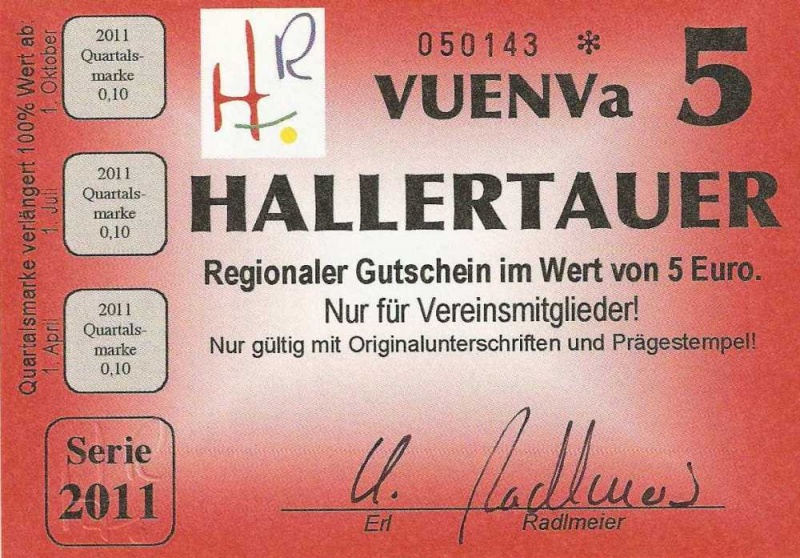 Quartalsmarke verlängert 100% Wert ab:
1. Oktober
1. Juli
1. April
2011
Quartals-
marke
0,10
2011
Quartals-
marke
0,10
2011
Quartals-
marke
0,10
Serie
2011
HR
050143 *
VUENVa 5
HALLERTAUER
Regionaler Gutschein im Wert von 5 Euro.
Nur für Vereinsmitglieder!
Nur gültig mit Originalunterschriften und Prägestempel!
Radlmeier
Erl Radlmeier